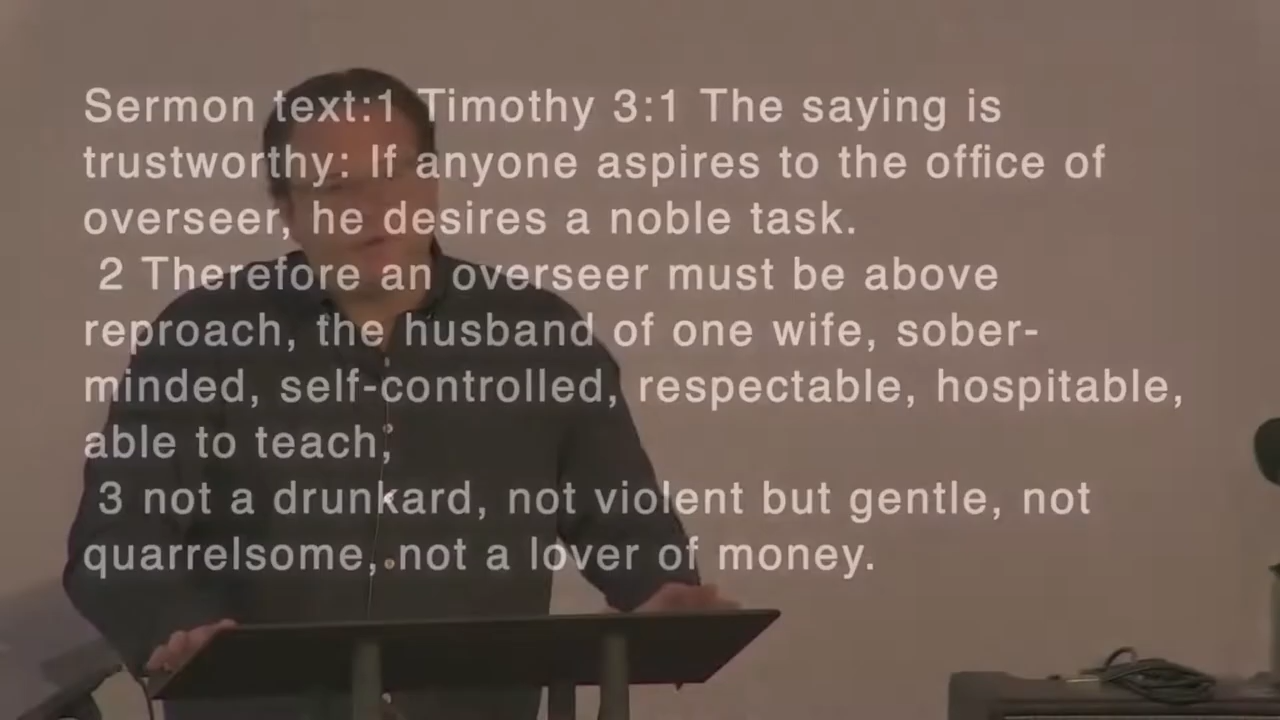 Sermon text:1 Timothy 3:1 The saying is
trustworthy: If anyone aspires to the office of
overseer, he desires a noble task.
2 Therefore an overseer must be above
reproach, the husband of one wife, sober-
minded, self-controlled, respectable, hospitable,
able to teach,
3 not a drunkard, not violent but gentle, not
quarrelsome, not a lover of money.